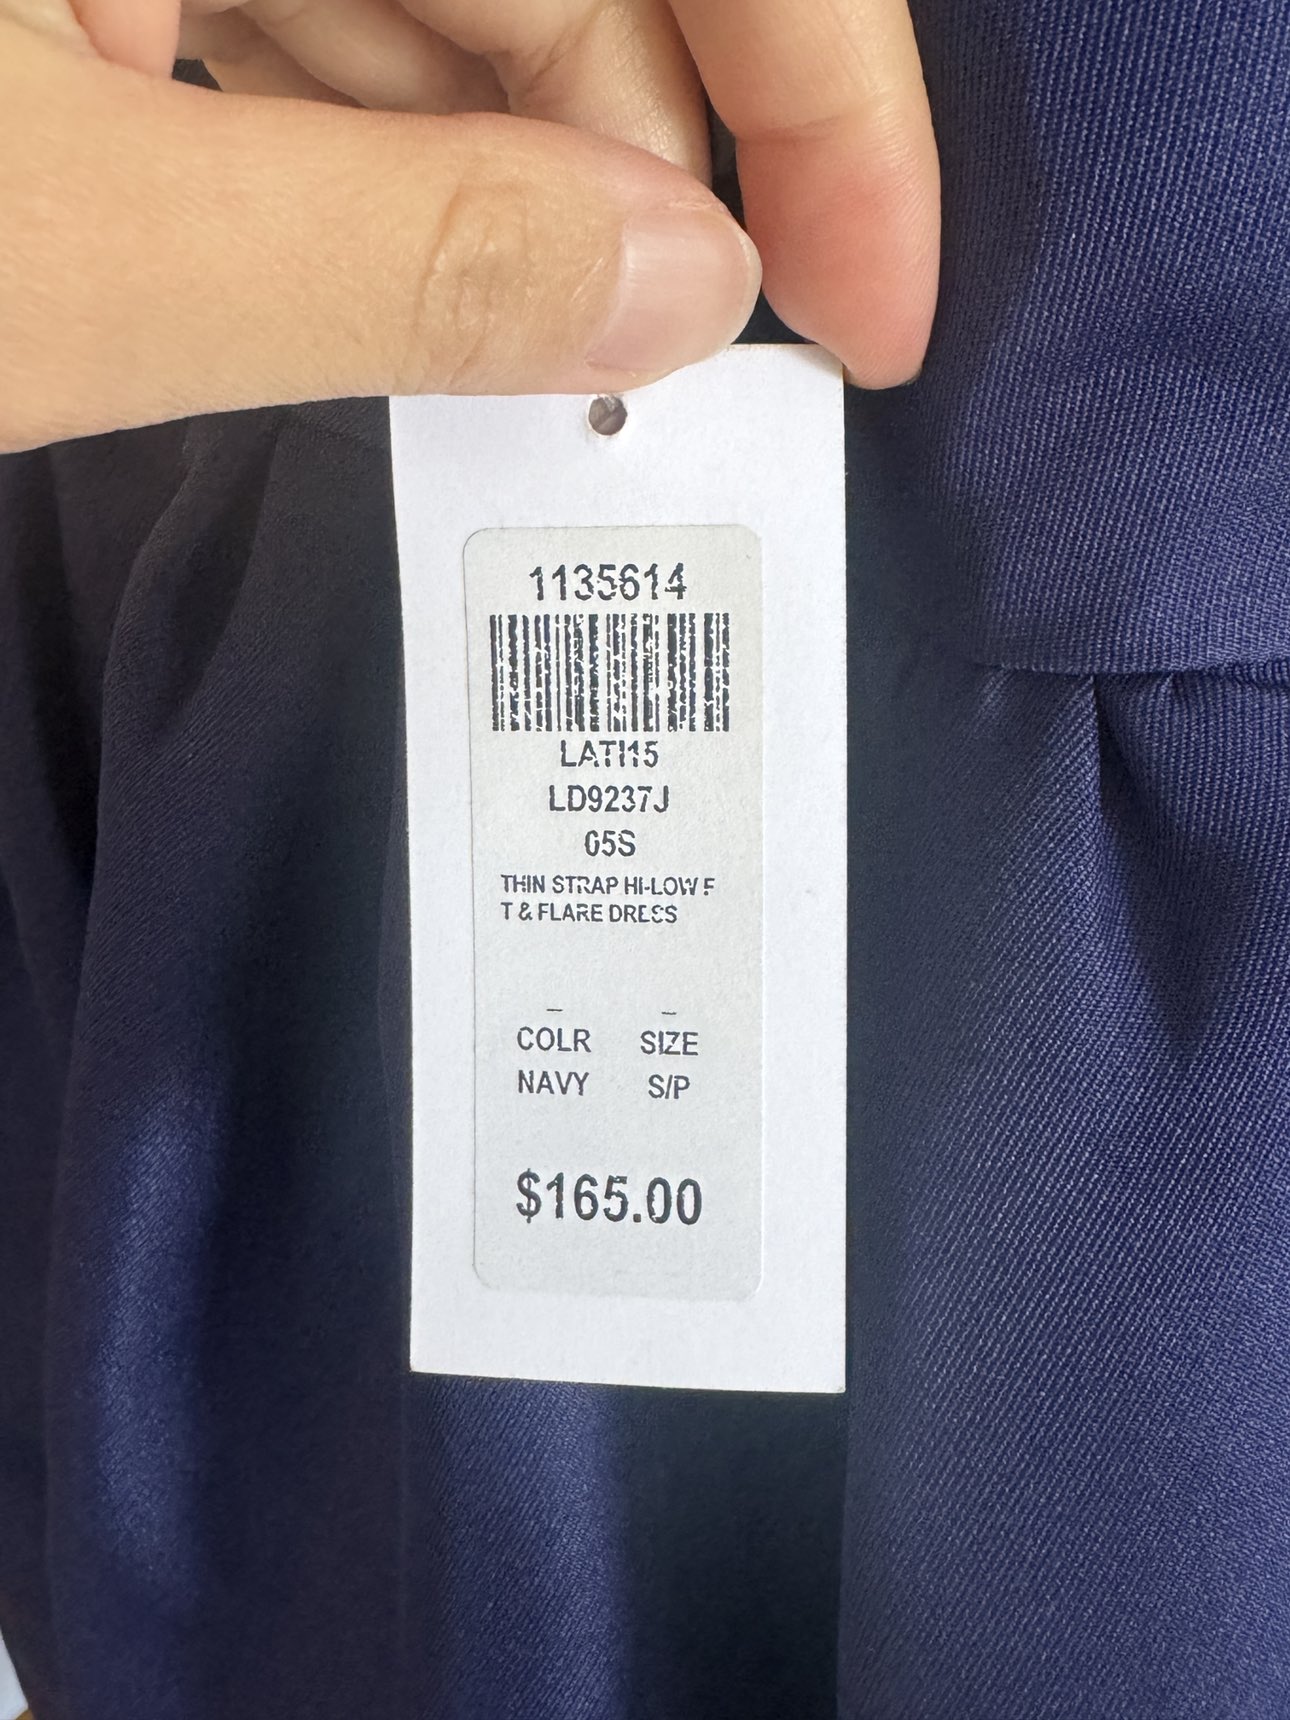 1135614
LATI15
LD9237J
05S
THIN STRAP HI-LOW F
T & FLARE DRESS
COLR SIZE
NAVY S/P
$165.00